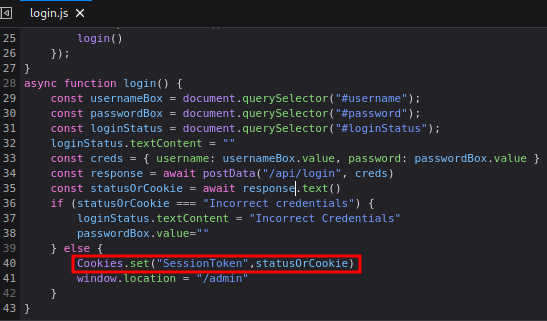 login.js
25 login()
26 });
27 }
28 async function login() {
29 const usernameBox = document.querySelector("#username");
30 const passwordBox = document.querySelector("#password");
31 const loginStatus = document.querySelector("#loginStatus");
32 loginStatus.textContent = ""
33 const creds = { username: usernameBox.value, password: passwordBox.value }
34 const response = await postData("/api/login", creds)
35 const statusOrCookie = await response.text()
36 if (statusOrCookie === "Incorrect credentials") {
37 loginStatus.textContent = "Incorrect Credentials"
38 passwordBox.value=""
39 } else {
40 Cookies.set("SessionToken",statusOrCookie)
41 window.location = "/admin"
42 }
43 }